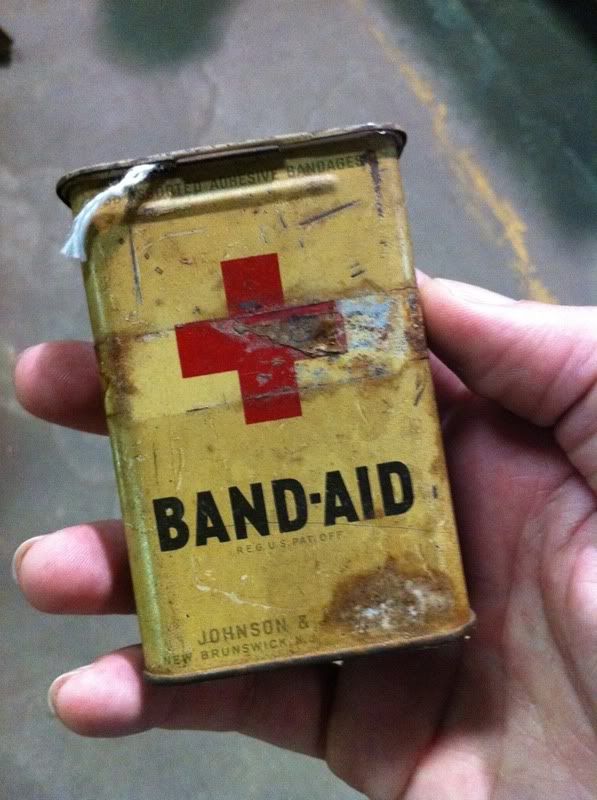 ADHESIVE BANDAGES
BAND-AID
REG.U.S.PAT.OFF
JOHNSON &
NEW BRUNSWICK, N.J.